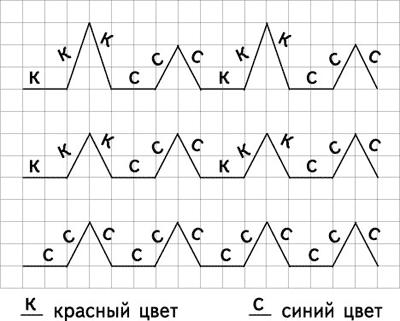 К К К С С С К К К С С С
К К К С С С К К К С С С
С С С С С С С С С С С С
К красный цвет С синий цвет